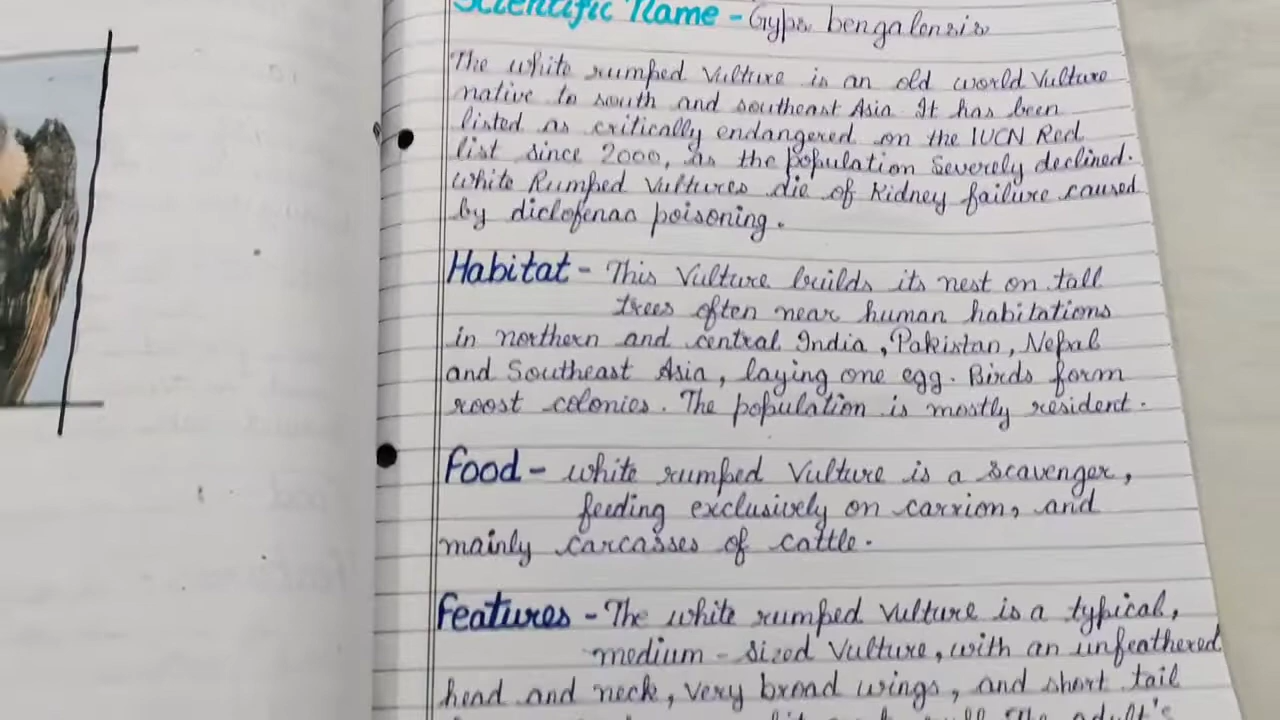 Scientific Name - Gyps bengalensis
The white rumped Vulture is an old world Vulture
native to south and southeast Asia. It has been
listed as critically endangered on the IUCN Red
list since 2000, as the population Severely declined.
White Rumped Vultures die of Kidney failure caused
by diclofenac poisoning.
Habitat - This Vulture builds its nest on tall
trees often near human habitations
in northern and central India, Pakistan, Nepal
and Southeast Asia, laying one egg. Birds form
roost colonies. The population is mostly resident.
Food - white rumped Vulture is a scavenger,
feeding exclusively on carrion, and
mainly carcasses of cattle.
Features - The white rumped Vulture is a typical,
medium - sized Vulture, with an unfeathered
head and neck, very broad wings, and short tail
The adult's